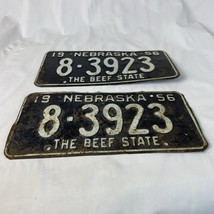 19 NEBRASKA 56
8-3923
THE BEEF STATE
19 NEBRASKA 56
8-3923
THE BEEF STATE